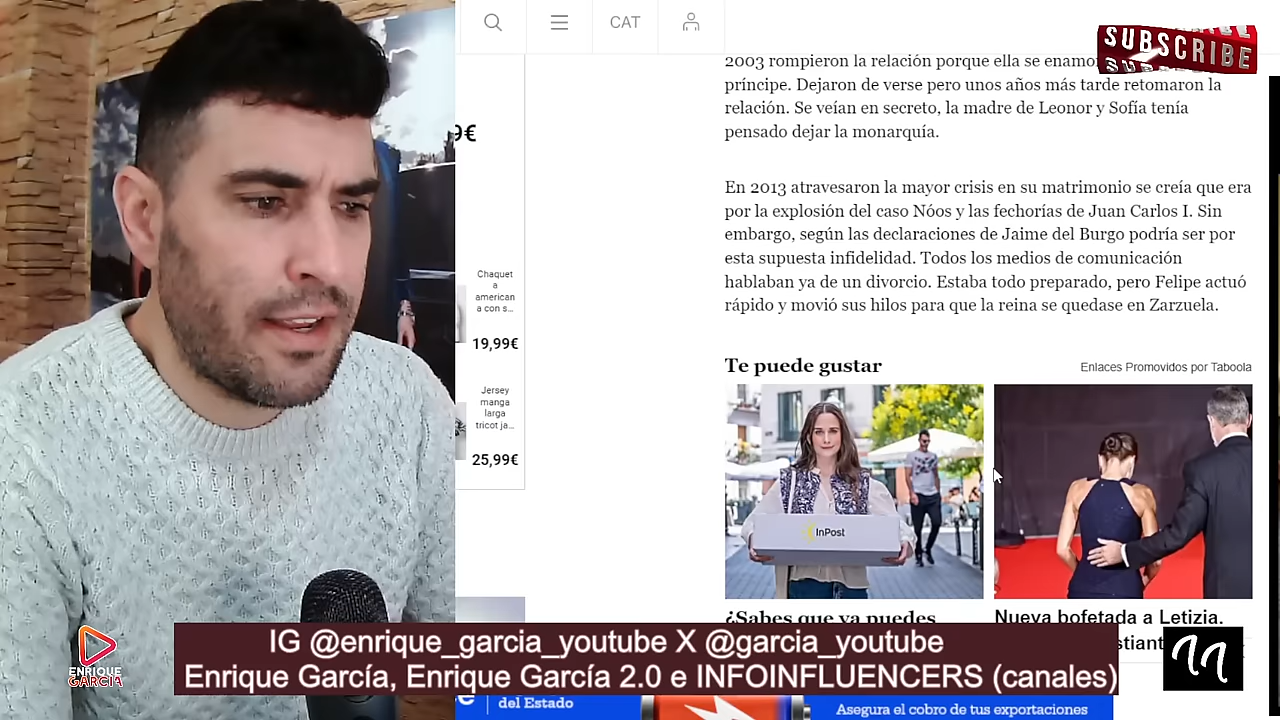 CAT
SUBSCRIBE
2003 rompieron la relación porque ella se enamo
príncipe. Dejaron de verse pero unos años más tarde retomaron la
relación. Se veían en secreto, la madre de Leonor y Sofía tenía
pensado dejar la monarquía.
9€
En 2013 atravesaron la mayor crisis en su matrimonio se creía que era
por la explosión del caso Nóos y las fechorías de Juan Carlos I. Sin
embargo, según las declaraciones de Jaime del Burgo podría ser por
esta supuesta infidelidad. Todos los medios de comunicación
hablaban ya de un divorcio. Estaba todo preparado, pero Felipe actuó
rápido y movió sus hilos para que la reina se quedase en Zarzuela.
Chaquet
a
american
a con s...
19,99€
Jersey
manga
larga
tricot ja...
25,99€
Te puede gustar
Enlaces Promovidos por Taboola
InPost
¿Sabes que ya puedes
Nueva bofetada a Letizia.
IG @enrique_garcia_youtube X @garcia_youtube
Enrique García, Enrique García 2.0 e INFOINFLUENCERS (canales)
ENRIQUE
GARCÍA
del Estado
Asegura el cobro de tus exportaciones